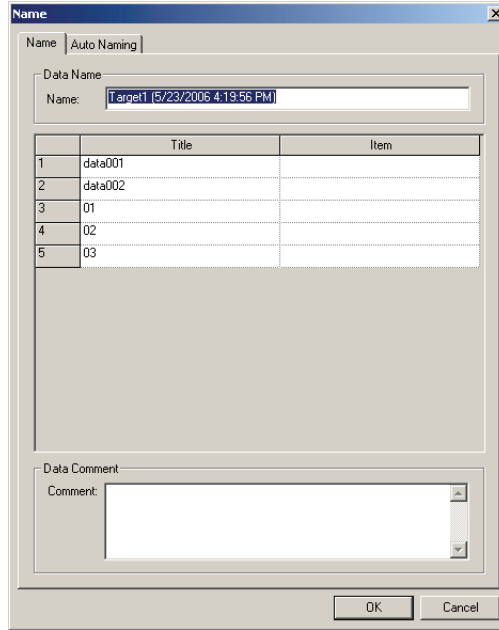 Name
Name Auto Naming
Data Name
Name: Target1 (5/23/2006 4:19:56 PM)
Title Item
1 data001
2 data002
3 01
4 02
5 03
Data Comment
Comment:
OK Cancel